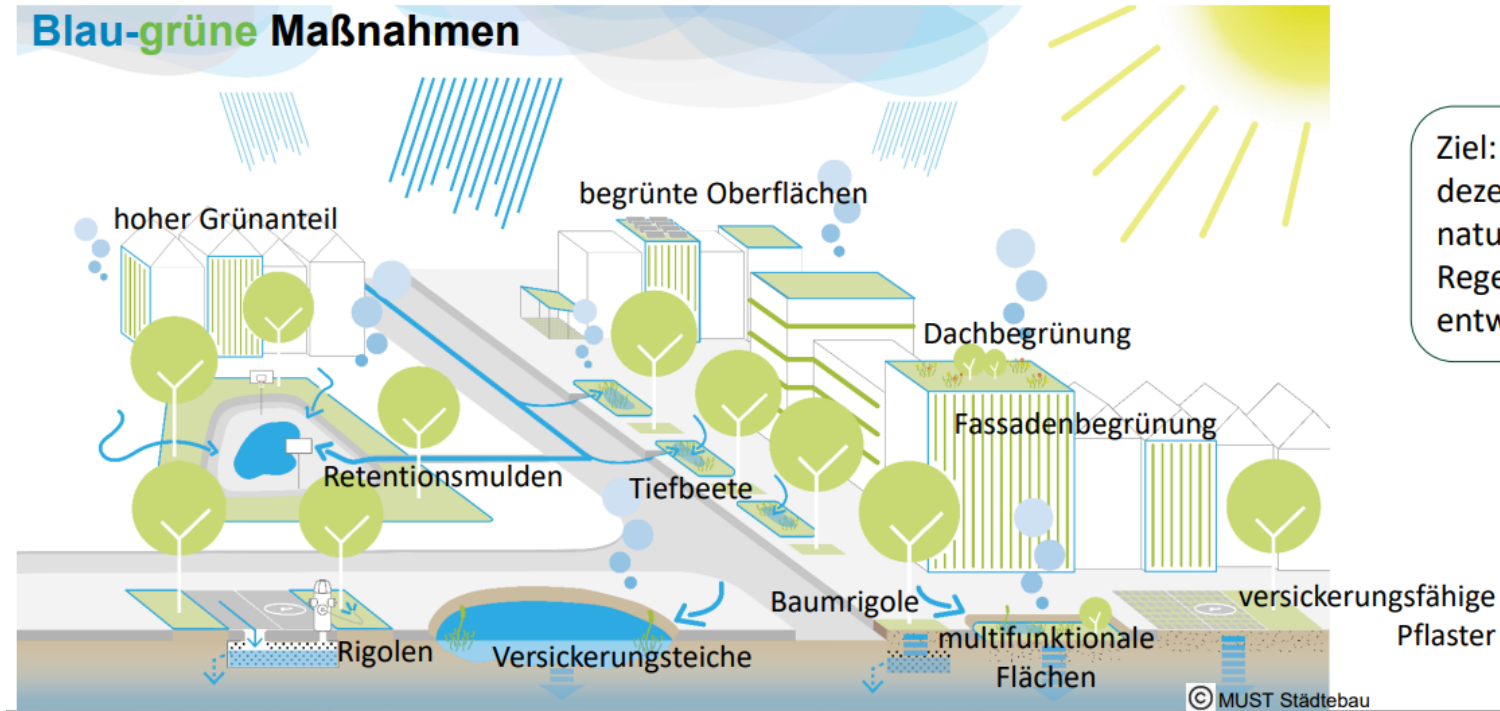 Blau-grüne Maßnahmen
Ziel:
hoher Grünanteil
begrünte Oberflächen
Dachbegrünung
Fassadenbegrünung
Retentionsmulden
Tiefbeete
Baumrigole
versickerungsfähige
Pflaster
multifunktionale
Flächen
Rigolen
Versickerungsteiche
© MUST Städtebau